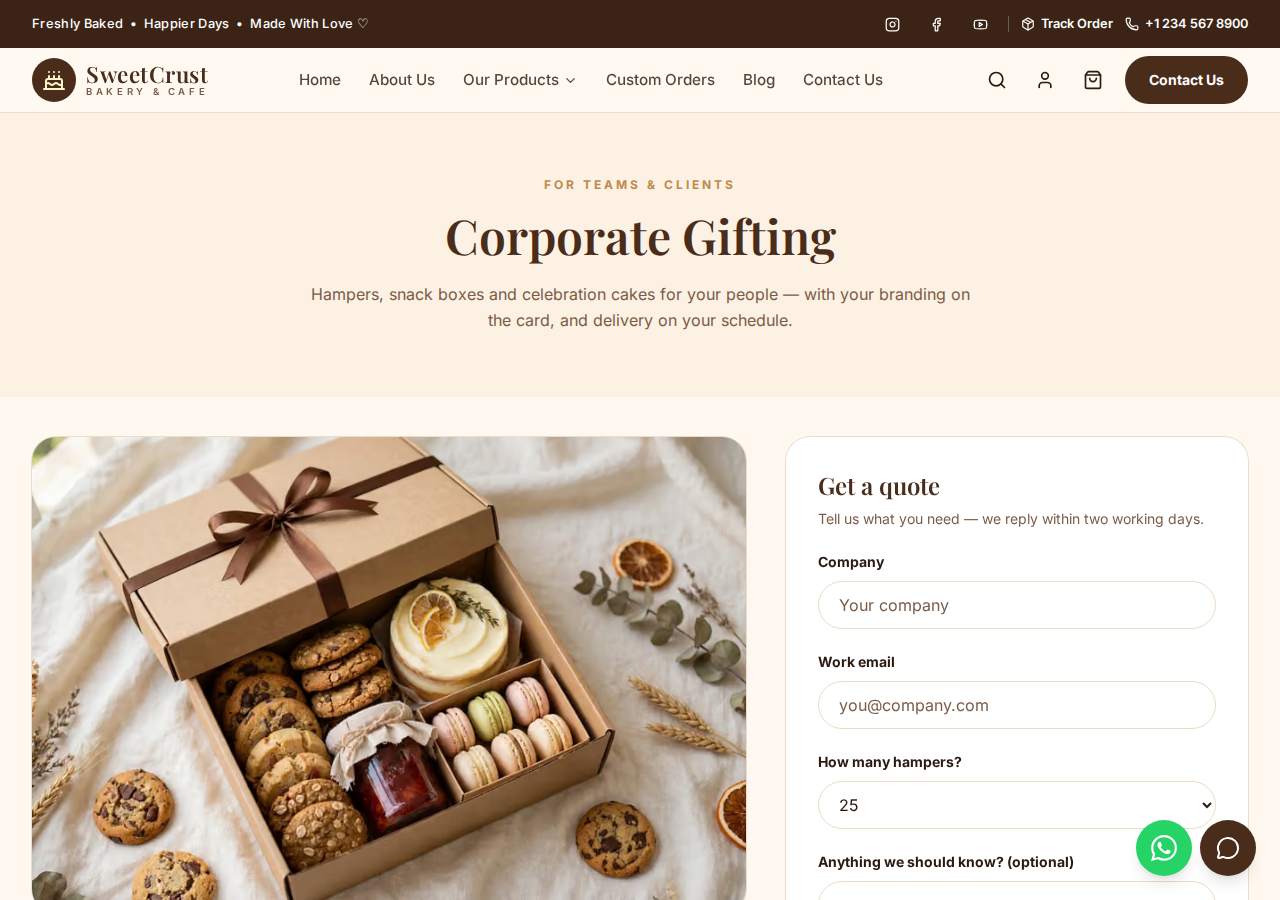 Freshly Baked • Happier Days • Made With Love ♡
Track Order
+1 234 567 8900
SweetCrust
BAKERY & CAFE
Home
About Us
Our Products
Custom Orders
Blog
Contact Us
Contact Us
FOR TEAMS & CLIENTS
Corporate Gifting
Hampers, snack boxes and celebration cakes for your people — with your branding on
the card, and delivery on your schedule.
Get a quote
Tell us what you need — we reply within two working days.
Company
Your company
Work email
you@company.com
How many hampers?
25
Anything we should know? (optional)